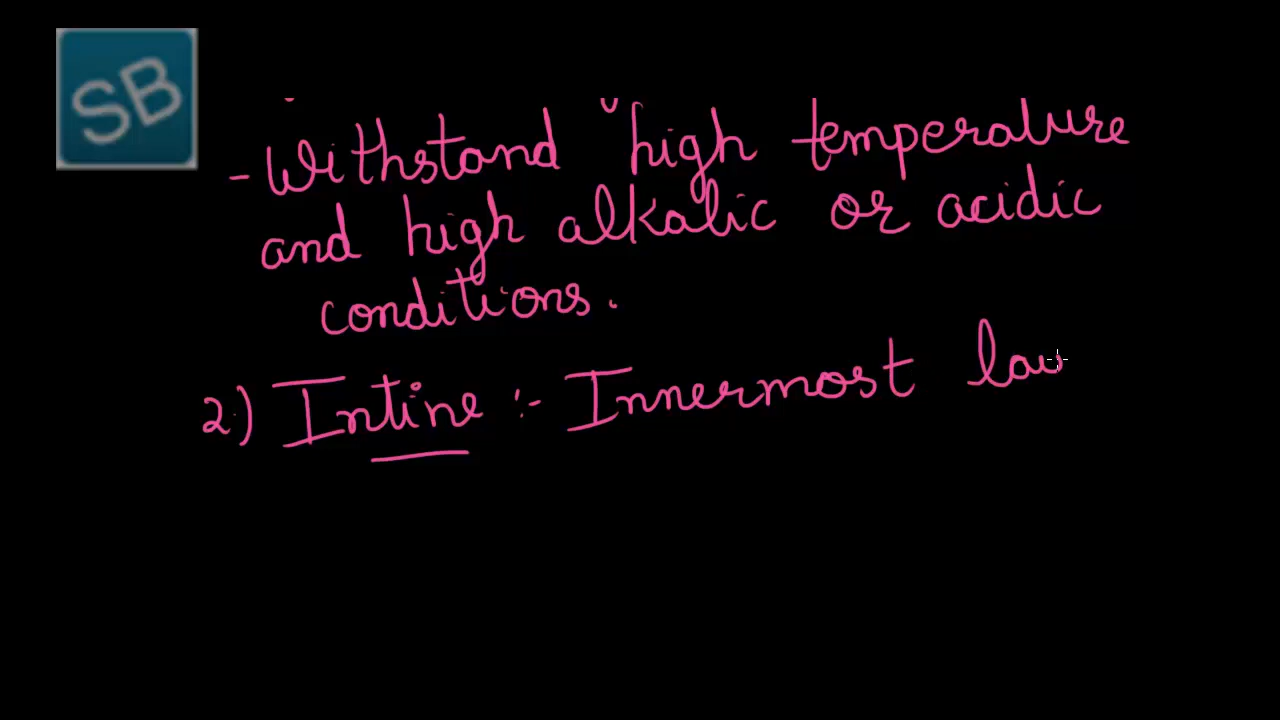 SB
- Withstand high temperature
and high alkalic or acidic
conditions.
2) Intine :- Innermost